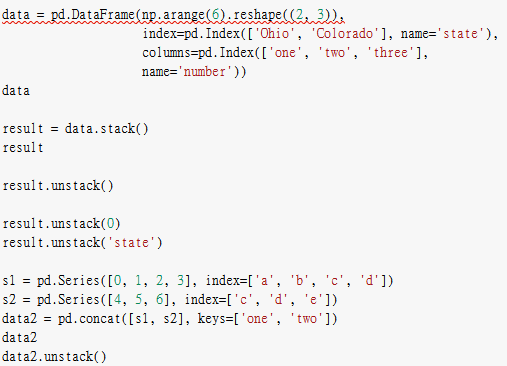 data = pd.DataFrame(np.arange(6).reshape((2, 3)),
index=pd.Index(['Ohio', 'Colorado'], name='state'),
columns=pd.Index(['one', 'two', 'three'],
name='number'))
data
result = data.stack()
result
result.unstack()
result.unstack(0)
result.unstack('state')
s1 = pd.Series([0, 1, 2, 3], index=['a', 'b', 'c', 'd'])
s2 = pd.Series([4, 5, 6], index=['c', 'd', 'e'])
data2 = pd.concat([s1, s2], keys=['one', 'two'])
data2
data2.unstack()